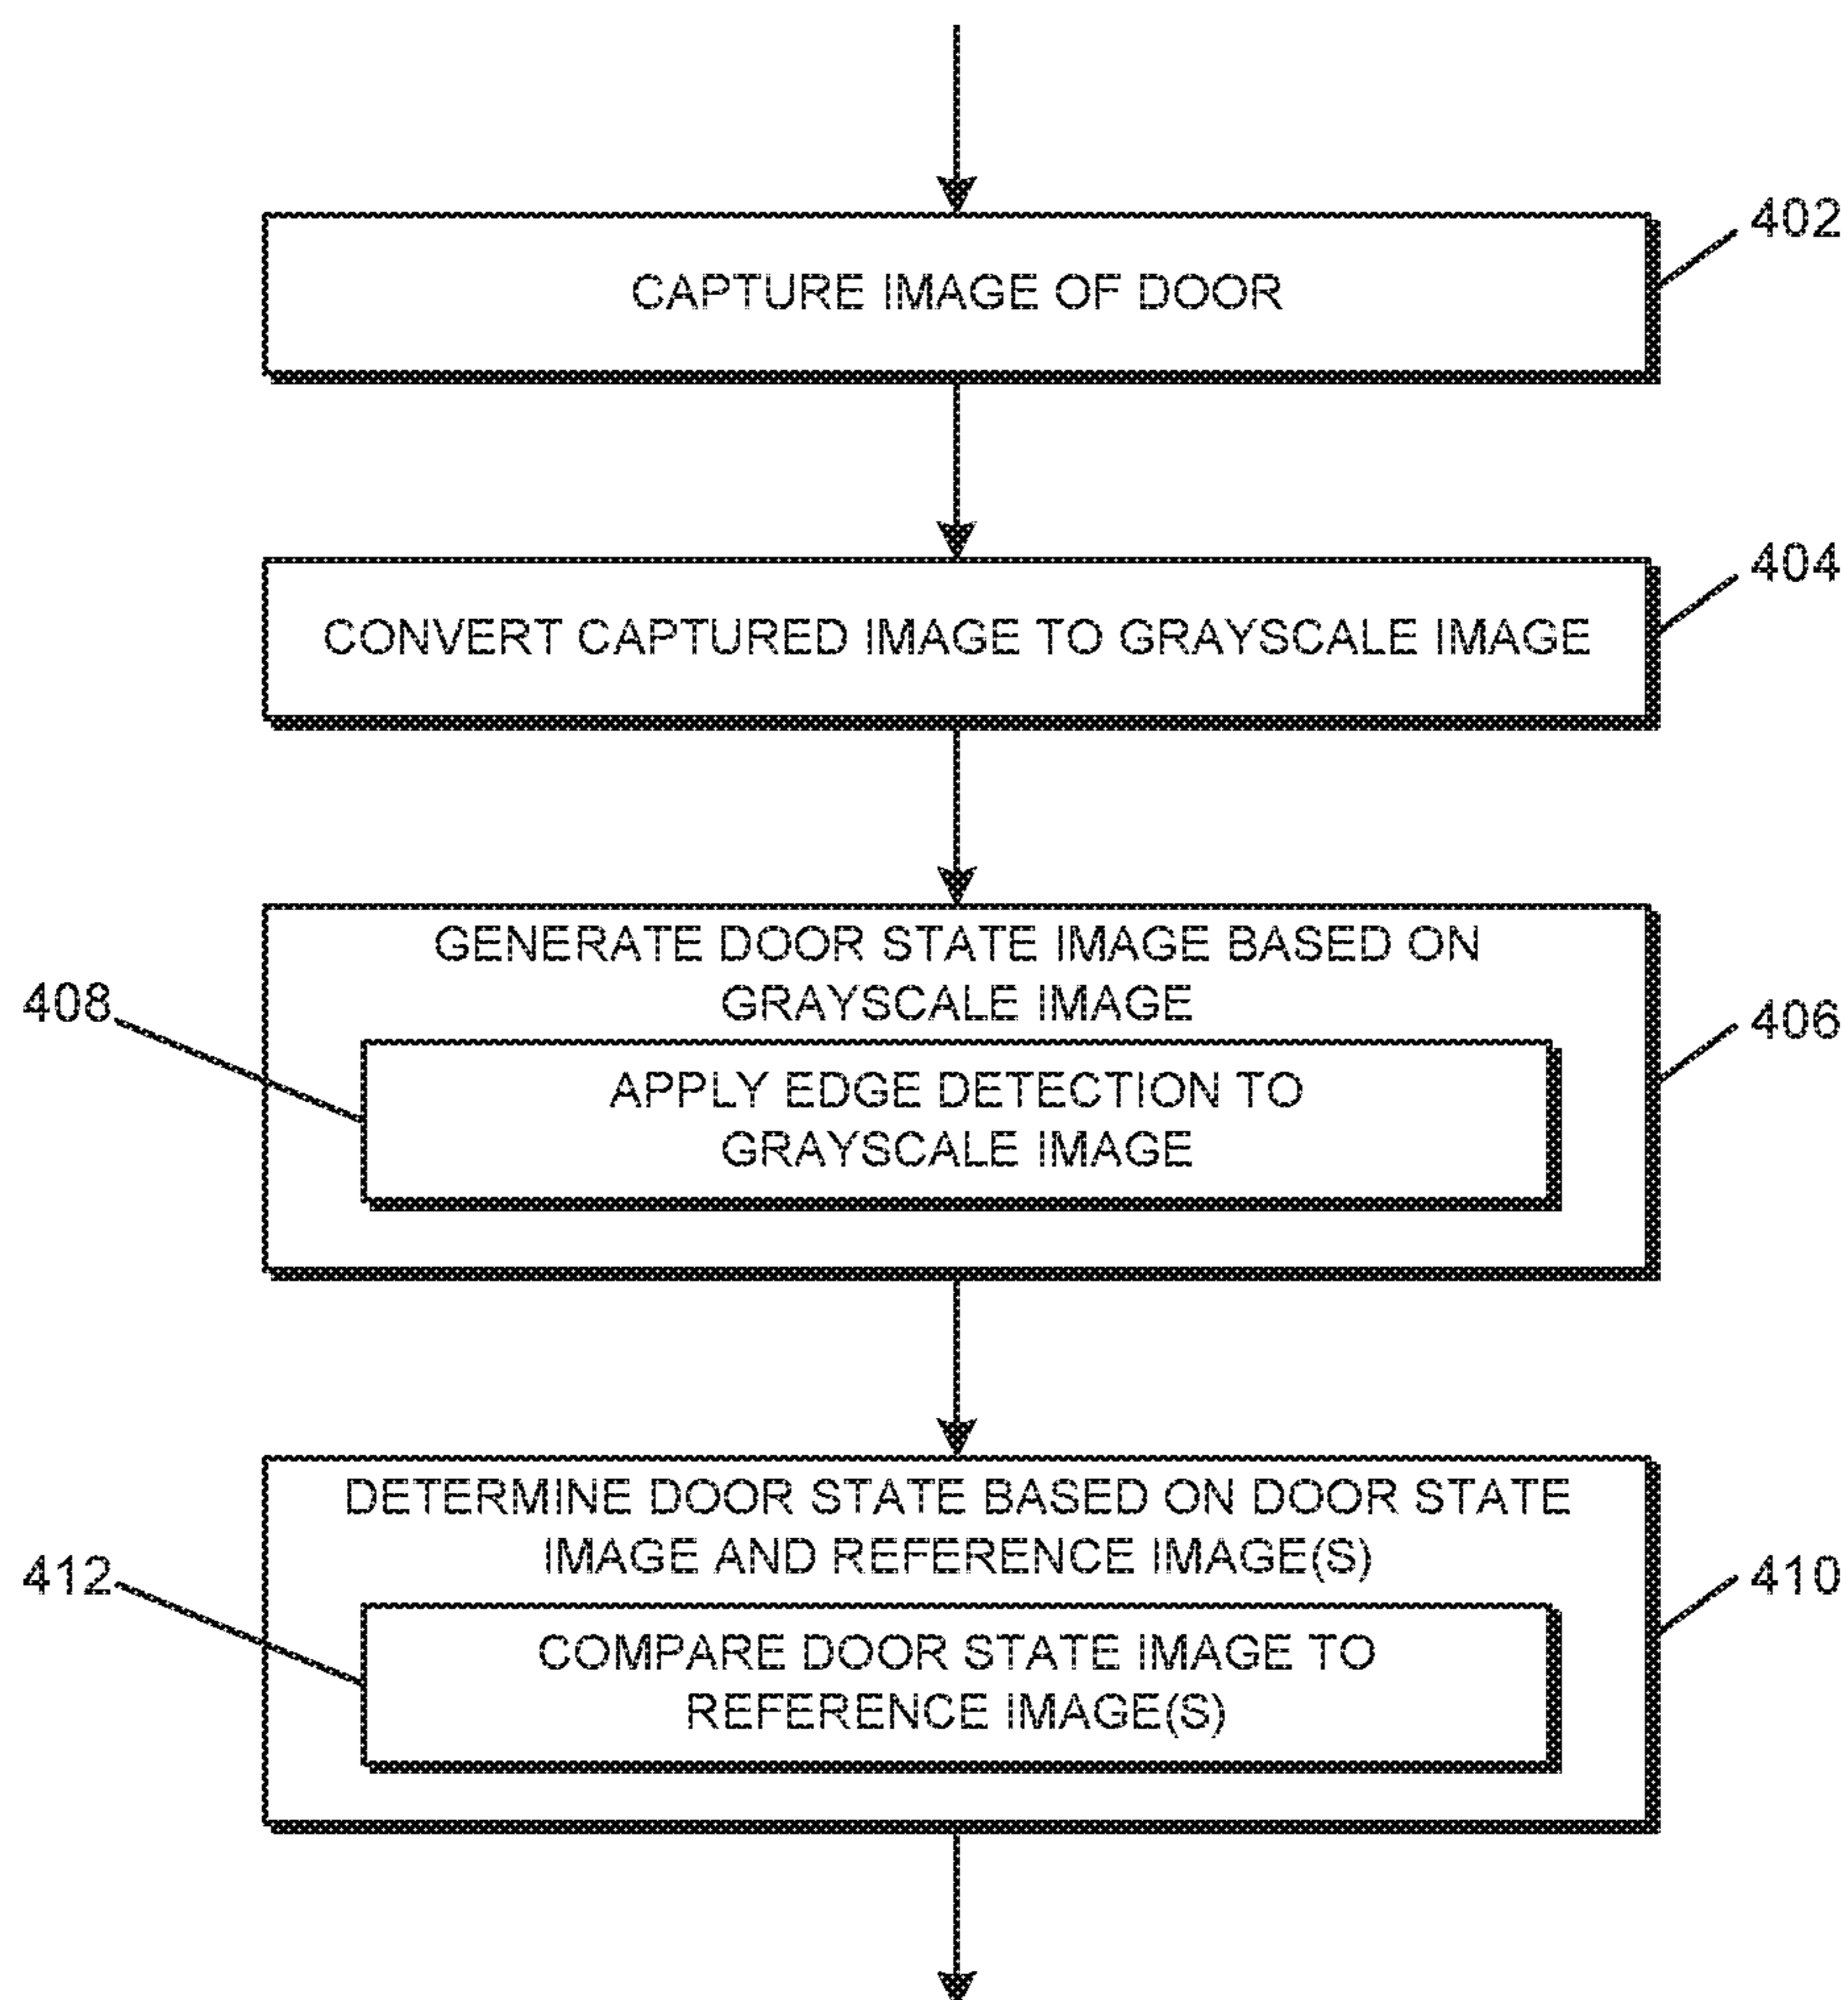 402
CAPTURE IMAGE OF DOOR
404
CONVERT CAPTURED IMAGE TO GRAYSCALE IMAGE
GENERATE DOOR STATE IMAGE BASED ON
GRAYSCALE IMAGE
408
406
APPLY EDGE DETECTION TO
GRAYSCALE IMAGE
DETERMINE DOOR STATE BASED ON DOOR STATE
IMAGE AND REFERENCE IMAGE(S)
412
410
COMPARE DOOR STATE IMAGE TO
REFERENCE IMAGE(S)